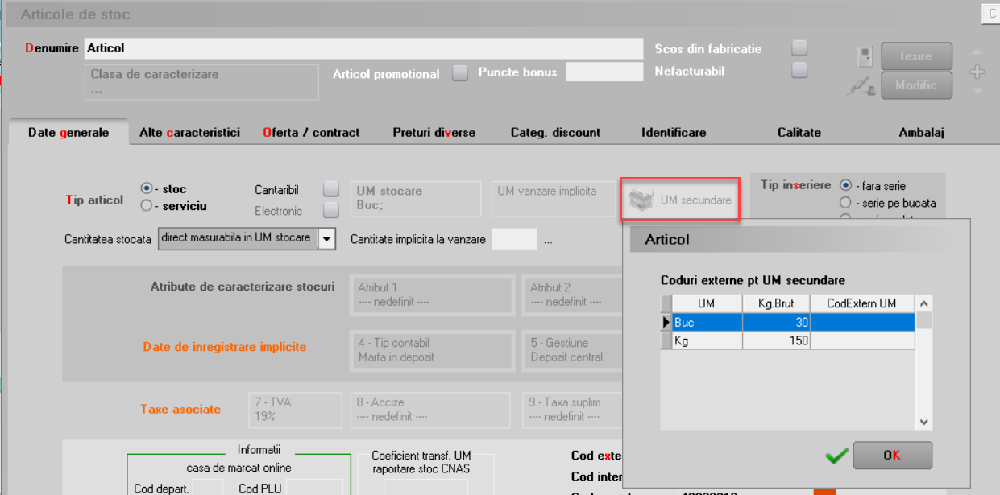 Articole de stoc
C
Denumire Articol
Scos din fabricatie
Iesire
Clasa de caracterizare
---
Articol promotional
Puncte bonus
Nefacturabil
Modific
Date generale
Alte caracteristici
Oferta / contract
Preturi diverse
Categ. discount
Identificare
Calitate
Ambalaj
Tip articol
- stoc
- serviciu
Cantaribil
Electronic
UM stocare
Buc;
UM vanzare implicita
UM secundare
Tip inseriere
- fara serie
- serie pe bucata
Cantitatea stocata direct masurabila in UM stocare
Cantitate implicita la vanzare
...
Articol
Coduri externe pt UM secundare
UM Kg.Brut CodExtern UM
Buc 30
Kg 150
OK
Atribute de caracterizare stocuri
Atribut 1
---- nedefinit ----
Atribut 2
---- nedefinit ----
Date de inregistrare implicite
4 - Tip contabil
Marfa in depozit
5 - Gestiune
Depozit central
Taxe asociate
7 - TVA
19%
8 - Accize
---- nedefinit ----
9 - Taxa suplim
---- nedefinit ----
Informatii
casa de marcat online
Cod depart.
Cod PLU
Coeficient transf. UM
raportare stoc CNAS
Cod exte
Cod inter